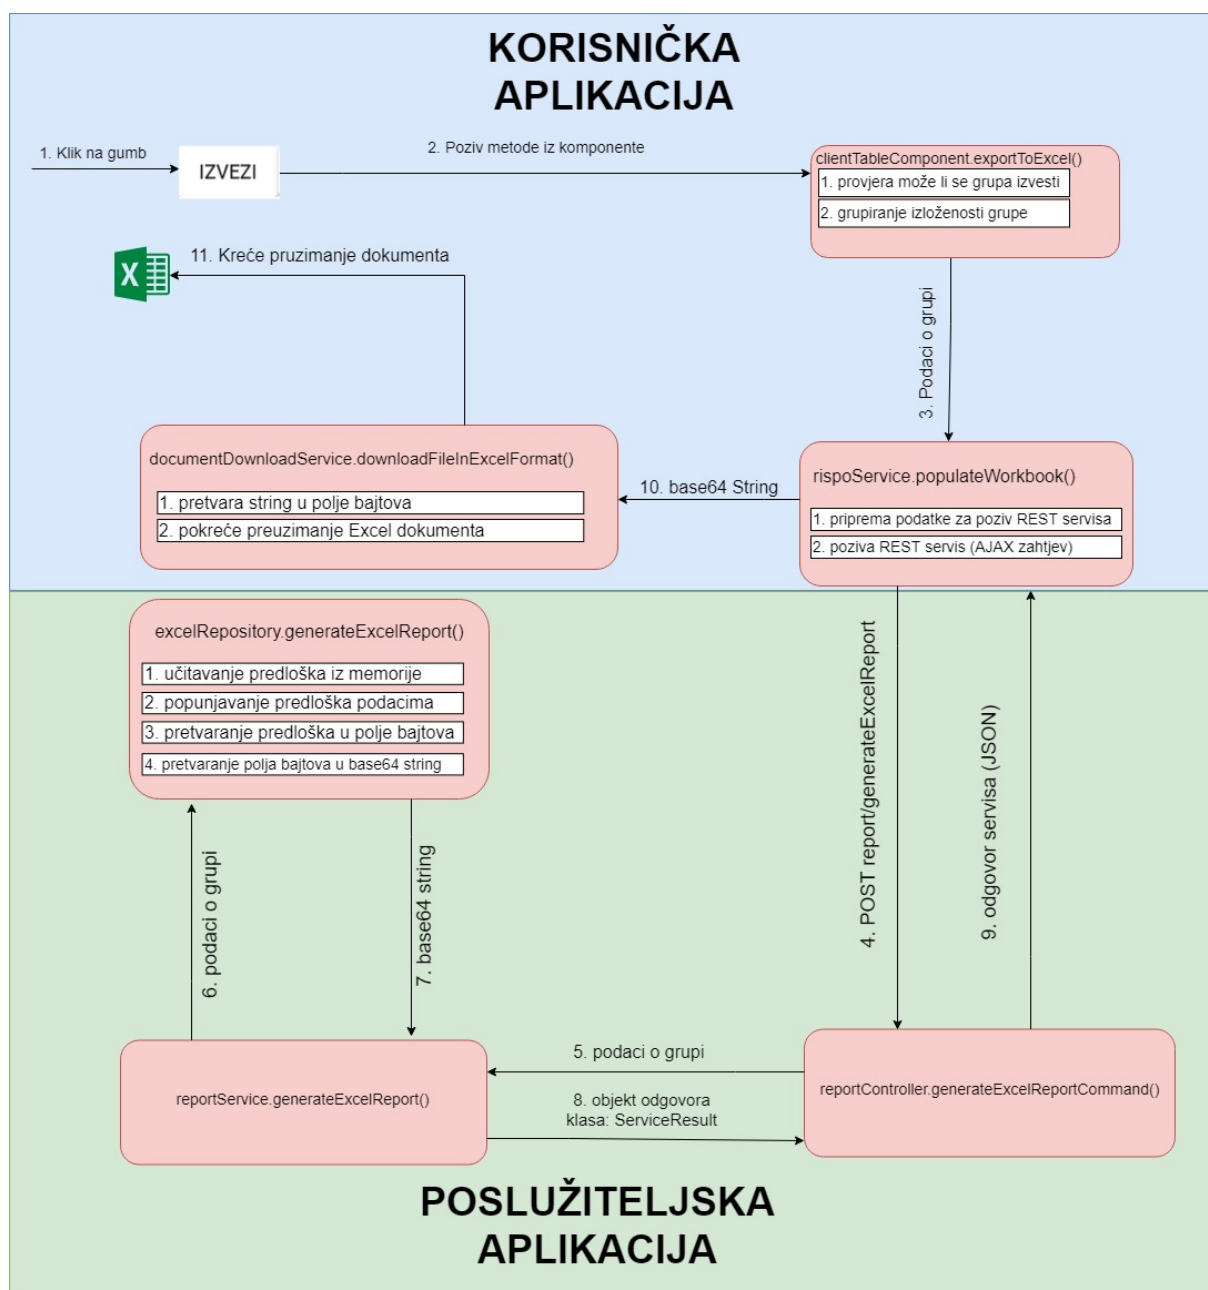 KORISNIČKA
APLIKACIJA
1. Klik na gumb
IZVEZI
2. Poziv metode iz komponente
clientTableComponent.exportToExcel()
1. provjera može li se grupa izvesti
2. grupiranje izloženosti grupe
3. Podaci o grupi
11. Kreće pruzimanje dokumenta
X
documentDownloadService.downloadFileInExcelFormat()
1. pretvara string u polje bajtova
2. pokreće preuzimanje Excel dokumenta
10. base64 String
rispoService.populateWorkbook()
1. priprema podatke za poziv REST servisa
2. poziva REST servis (AJAX zahtjev)
excelRepository.generateExcelReport()
1. učitavanje predloška iz memorije
2. popunjavanje predloška podacima
3. pretvaranje predloška u polje bajtova
4. pretvaranje polja bajtova u base64 string
4. POST report/generateExcelReport
9. odgovor servisa (JSON)
6. podaci o grupi
7. base64 string
5. podaci o grupi
reportService.generateExcelReport()
8. objekt odgovora
klasa: ServiceResult
reportController.generateExcelReportCommand()
POSLUŽITELJSKA
APLIKACIJA